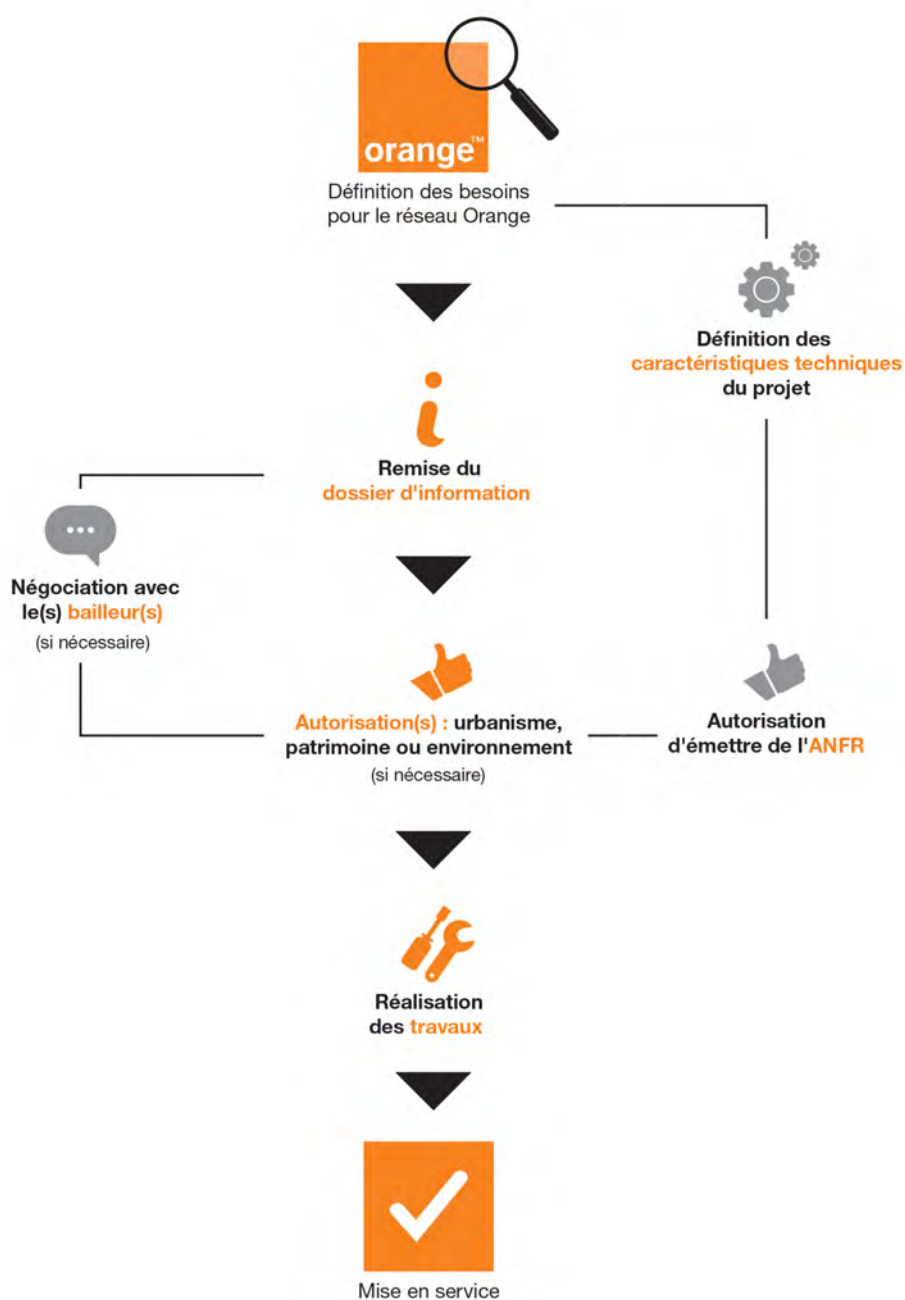 orange™
Définition des besoins
pour le réseau Orange
Définition des
caractéristiques techniques
du projet
Remise du
dossier d'information
Négociation avec
le(s) bailleur(s)
(si nécessaire)
Autorisation(s) : urbanisme,
patrimoine ou environnement
(si nécessaire)
Autorisation
d'émettre de l'ANFR
Réalisation
des travaux
Mise en service